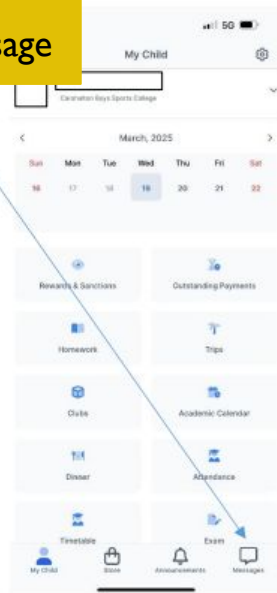 sage
5G
My Child
Carshalton Boys Sports College
< March, 2025 >
Sun Mon Tue Wed Thu Fri Sat
16 17 18 19 20 21 22
Rewards & Sanctions Outstanding Payments
Homework Trips
Clubs Academic Calendar
Dinner Attendance
Timetable Exam
My Child Store Announcements Messages